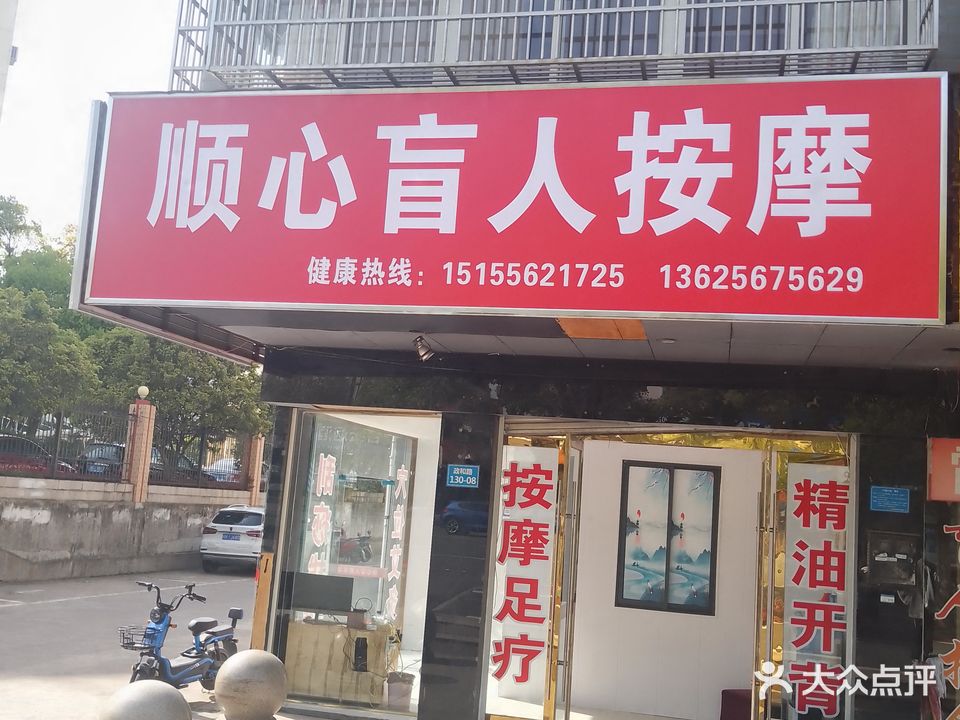 顺心盲人按摩
健康热线：15155621725 13625675629
政和路
130-08
按摩足疗
精油开背
大众点评